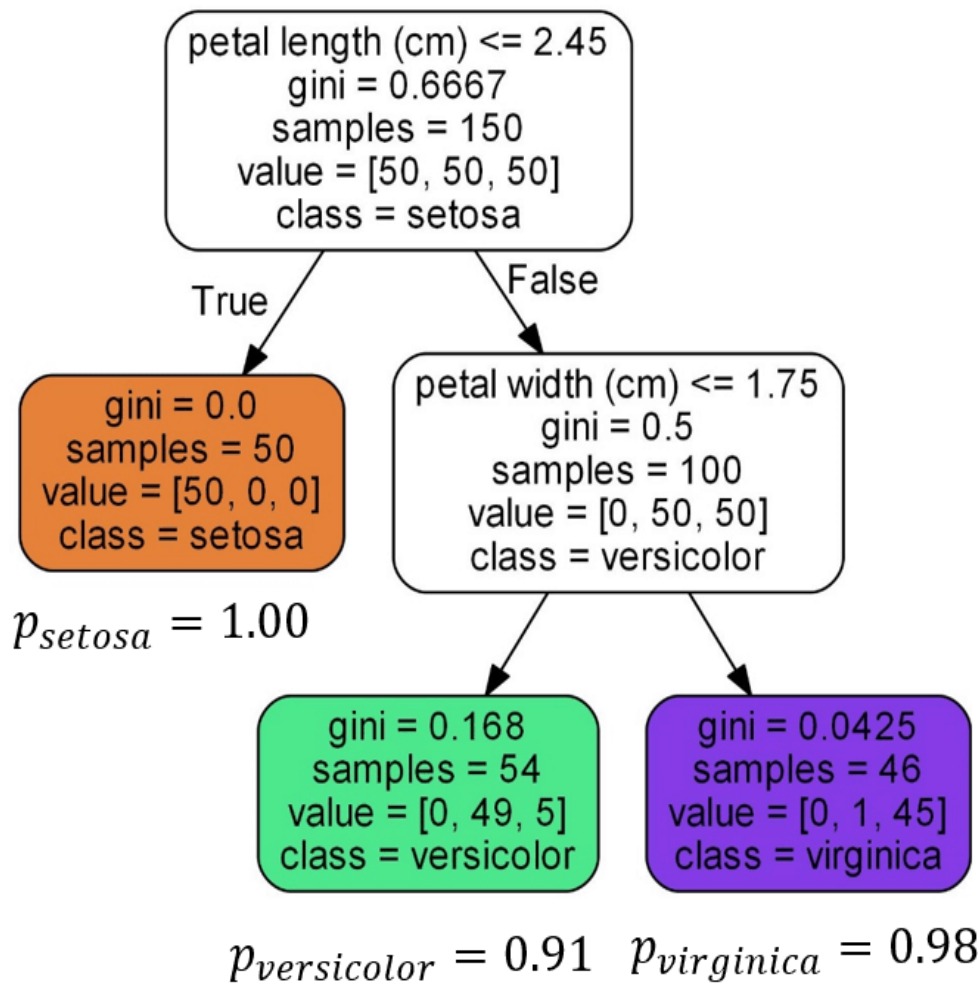 petal length (cm) <= 2.45
gini = 0.6667
samples = 150
value = [50, 50, 50]
class = setosa
True
False
gini = 0.0
samples = 50
value = [50, 0, 0]
class = setosa
petal width (cm) <= 1.75
gini = 0.5
samples = 100
value = [0, 50, 50]
class = versicolor
p_setosa = 1.00
gini = 0.168
samples = 54
value = [0, 49, 5]
class = versicolor
gini = 0.0425
samples = 46
value = [0, 1, 45]
class = virginica
p_versicolor = 0.91
p_virginica = 0.98